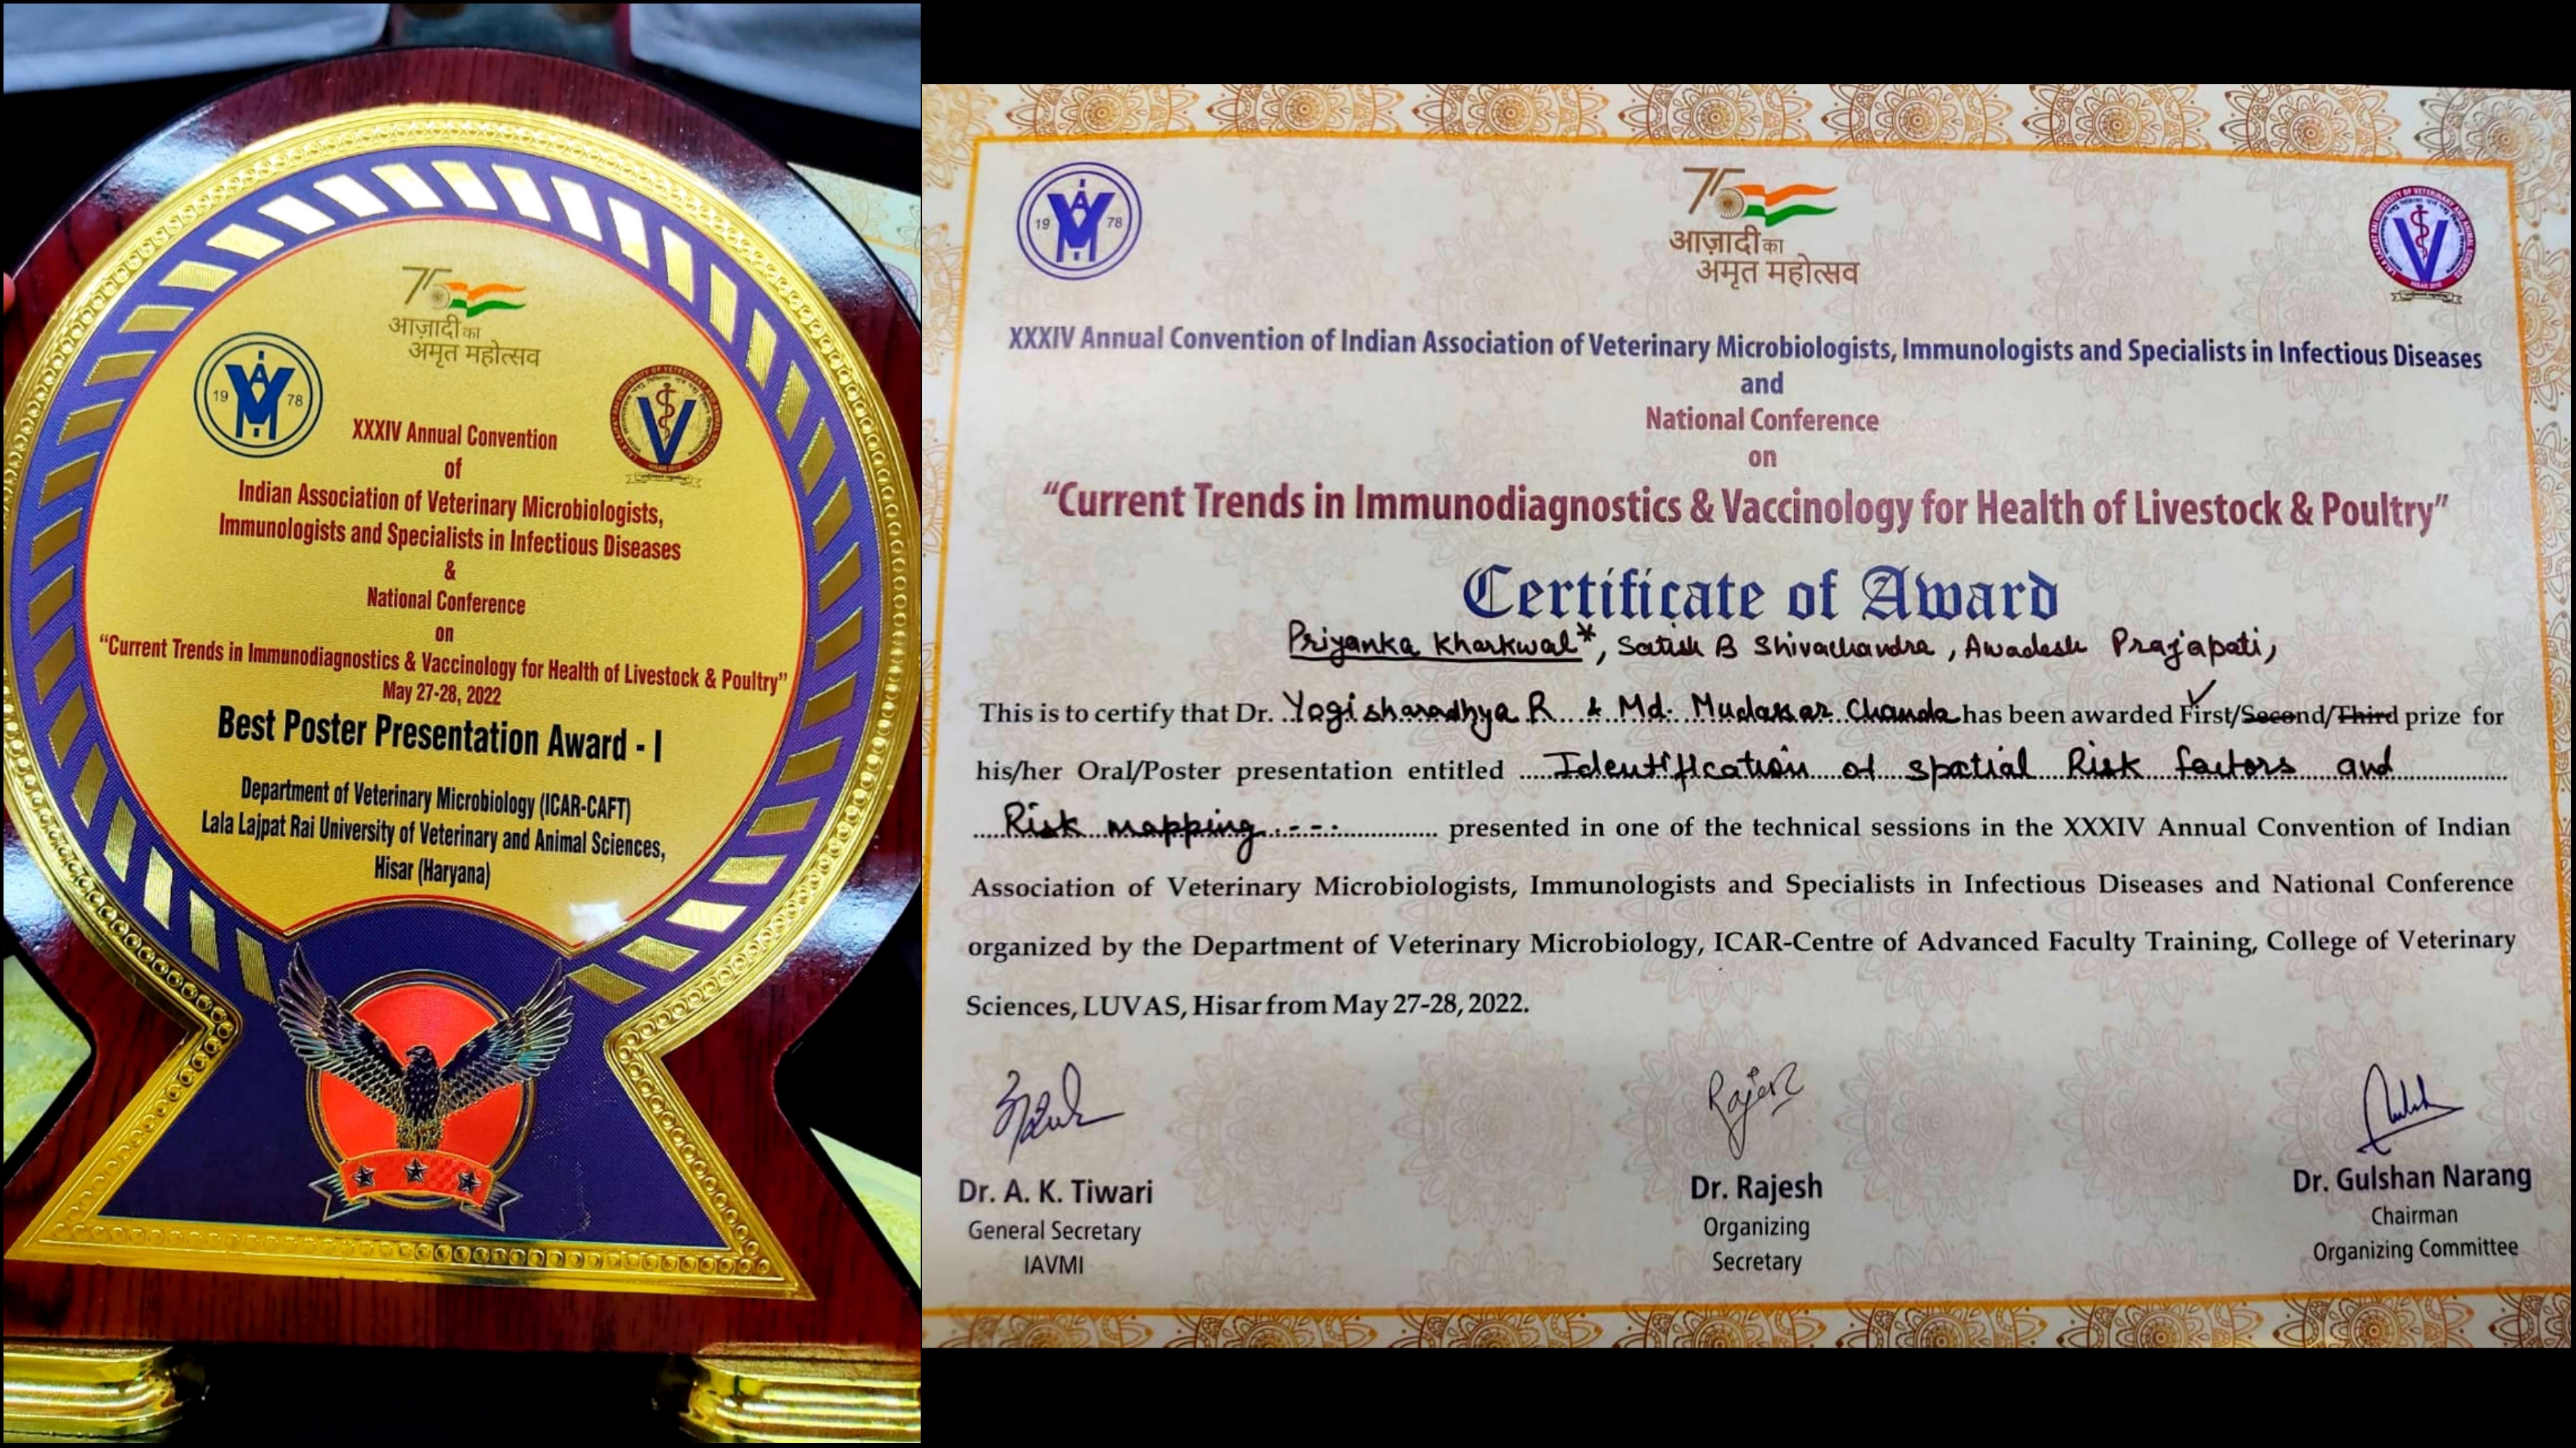 75
आज़ादी का
अमृत महोत्सव
19 78
XXXIV Annual Convention
of
Indian Association of Veterinary Microbiologists,
Immunologists and Specialists in Infectious Diseases
&
National Conference
on
“Current Trends in Immunodiagnostics & Vaccinology for Health of Livestock & Poultry”
May 27-28, 2022
Best Poster Presentation Award - I
Department of Veterinary Microbiology (ICAR-CAFT)
Lala Lajpat Rai University of Veterinary and Animal Sciences,
Hisar (Haryana)
19 78
75
आज़ादी का
अमृत महोत्सव
XXXIV Annual Convention of Indian Association of Veterinary Microbiologists, Immunologists and Specialists in Infectious Diseases
and
National Conference
on
“Current Trends in Immunodiagnostics & Vaccinology for Health of Livestock & Poultry”
Certificate of Award
Priyanka Kharkwal*, Satish B Shivachandra, Awadesh Prajapati,
This is to certify that Dr. Yogisharadhya R & Md. Mudassar Chanda has been awarded First/Second/Third prize for
his/her Oral/Poster presentation entitled Identification of spatial Risk factors and
Risk mapping.--- presented in one of the technical sessions in the XXXIV Annual Convention of Indian
Association of Veterinary Microbiologists, Immunologists and Specialists in Infectious Diseases and National Conference
organized by the Department of Veterinary Microbiology, ICAR-Centre of Advanced Faculty Training, College of Veterinary
Sciences, LUVAS, Hisar from May 27-28, 2022.
Rajesh
Dr. A. K. Tiwari
General Secretary
IAVMI
Dr. Rajesh
Organizing
Secretary
Dr. Gulshan Narang
Chairman
Organizing Committee